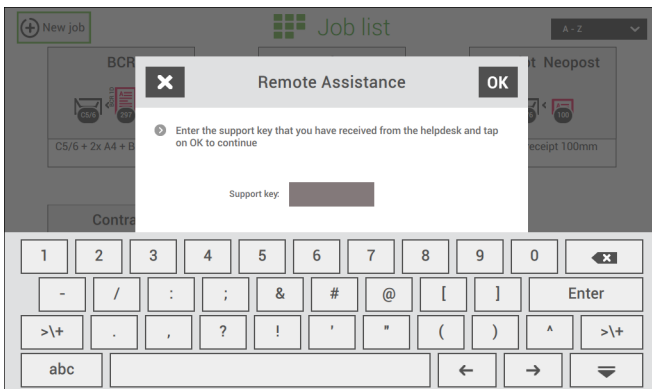 New job
Job list
A - Z
BCR
Remote Assistance
OK
Neopost
C5/6
297
100
Enter the support key that you have received from the helpdesk and tap
on OK to continue
C5/6 + 2x A4 + B
receipt 100mm
Support key:
Contra
1 2 3 4 5 6 7 8 9 0
- / : ; & # @ [ ] Enter
>\+ . , ? ! ' " ( ) ^ >\+
abc